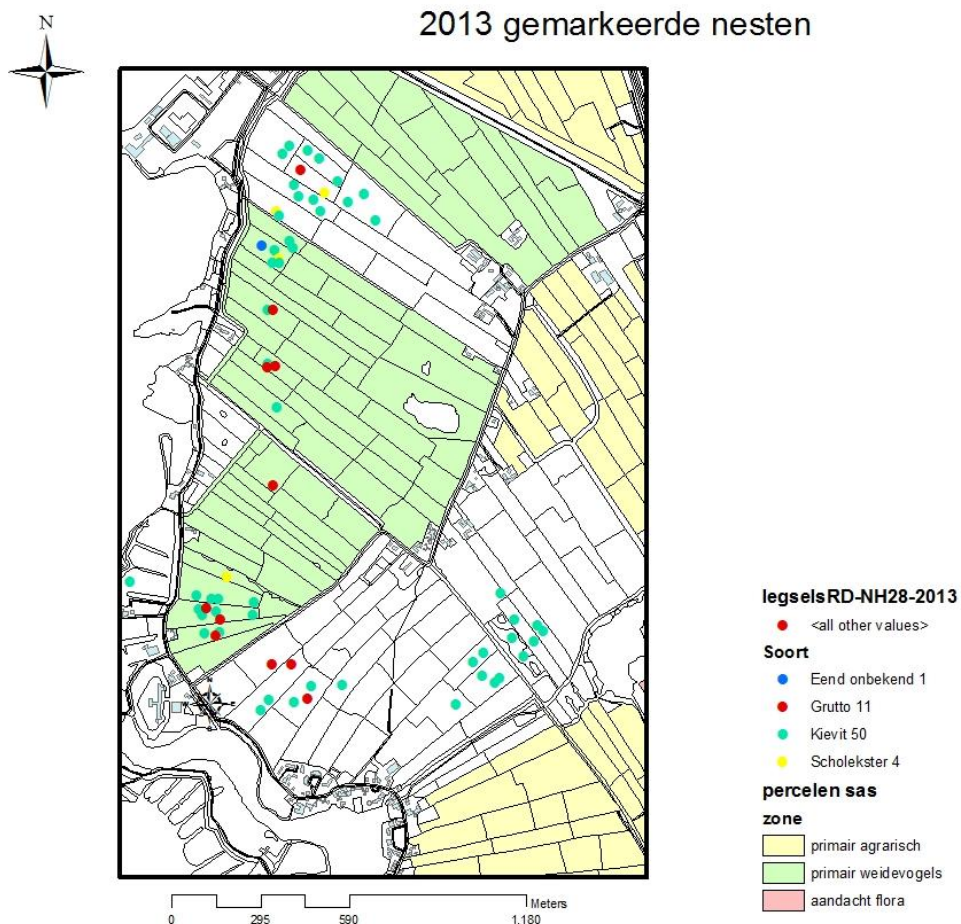 2013 gemarkeerde nesten
N
legselsRD-NH28-2013
<all other values>
Soort
Eend onbekend 1
Grutto 11
Kievit 50
Scholekster 4
percelen sas
zone
primair agrarisch
primair weidevogels
aandacht flora
Meters
0 295 590 1.180